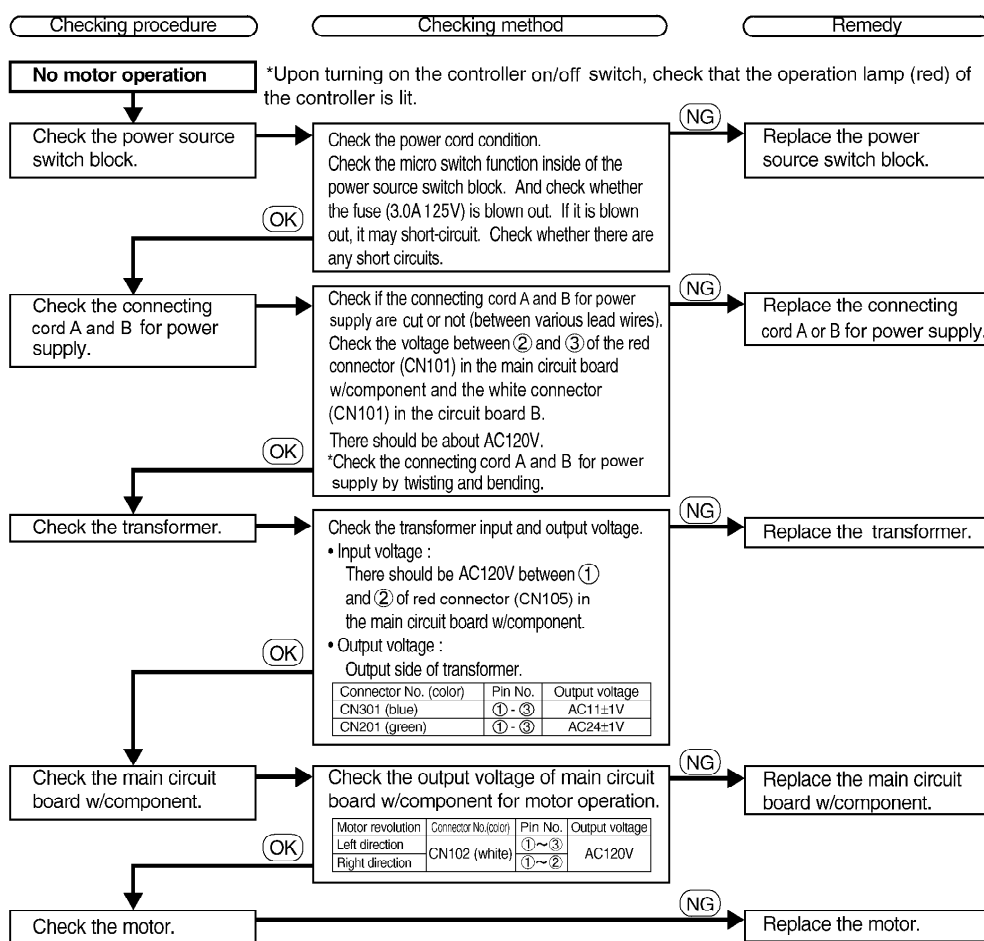 Checking procedure
Checking method
Remedy
No motor operation
*Upon turning on the controller on/off switch, check that the operation lamp (red) of
the controller is lit.
Check the power source
switch block.
Check the power cord condition.
Check the micro switch function inside of the
power source switch block. And check whether
the fuse (3.0A 125V) is blown out. If it is blown
out, it may short-circuit. Check whether there are
any short circuits.
NG
Replace the power
source switch block.
OK
Check the connecting
cord A and B for power
supply.
Check if the connecting cord A and B for power
supply are cut or not (between various lead wires).
Check the voltage between ② and ③ of the red
connector (CN101) in the main circuit board
w/component and the white connector
(CN101) in the circuit board B.
There should be about AC120V.
*Check the connecting cord A and B for power
supply by twisting and bending.
NG
Replace the connecting
cord A or B for power supply.
OK
Check the transformer.
Check the transformer input and output voltage.
• Input voltage :
There should be AC120V between ①
and ② of red connector (CN105) in
the main circuit board w/component.
• Output voltage :
Output side of transformer.
Connector No. (color) Pin No. Output voltage
CN301 (blue) ① - ③ AC11±1V
CN201 (green) ① - ③ AC24±1V
NG
Replace the transformer.
OK
Check the main circuit
board w/component.
Check the output voltage of main circuit
board w/component for motor operation.
Motor revolution Connector No.(color) Pin No. Output voltage
Left direction CN102 (white) ①~③ AC120V
Right direction ①~②
NG
Replace the main circuit
board w/component.
OK
Check the motor.
NG
Replace the motor.